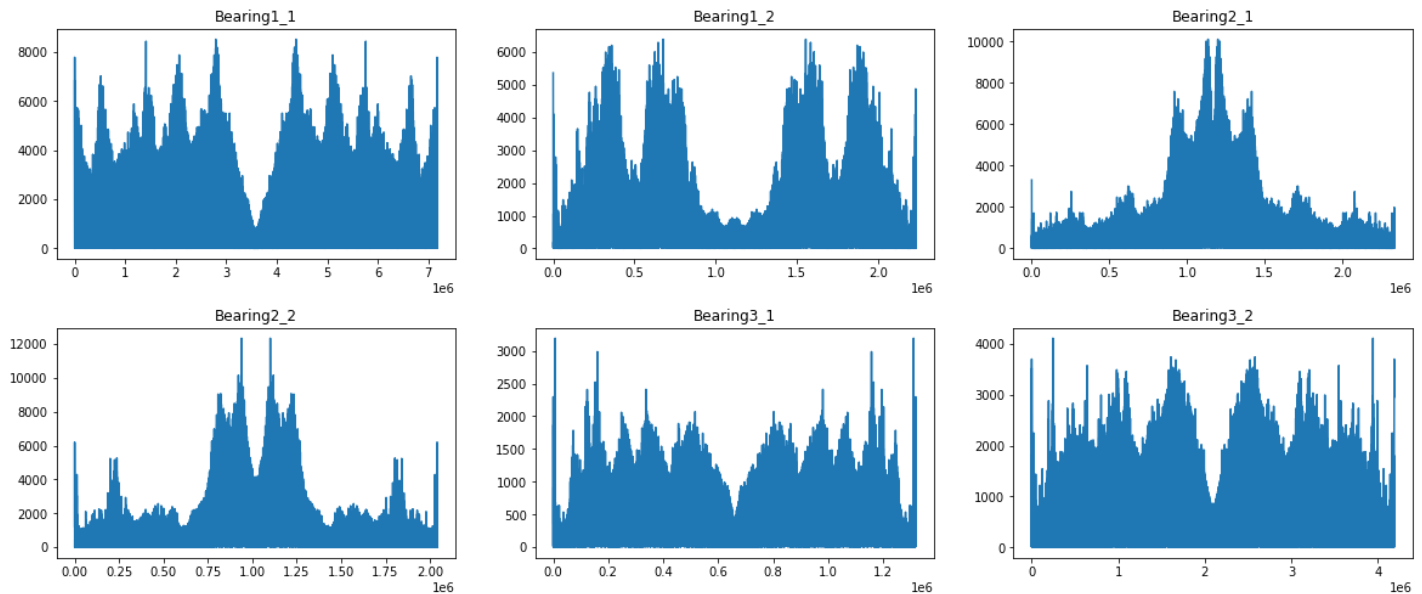 Bearing1_1 Bearing1_2 Bearing2_1
8000 6000 4000 2000 0
0 1 2 3 4 5 6 7
1e6
6000 5000 4000 3000 2000 1000 0
0.0 0.5 1.0 1.5 2.0
1e6
10000 8000 6000 4000 2000 0
0.0 0.5 1.0 1.5 2.0
1e6
Bearing2_2 Bearing3_1 Bearing3_2
12000 10000 8000 6000 4000 2000 0
0.00 0.25 0.50 0.75 1.00 1.25 1.50 1.75 2.00
1e6
3000 2500 2000 1500 1000 500 0
0.0 0.2 0.4 0.6 0.8 1.0 1.2
1e6
4000 3000 2000 1000 0
0 1 2 3 4
1e6